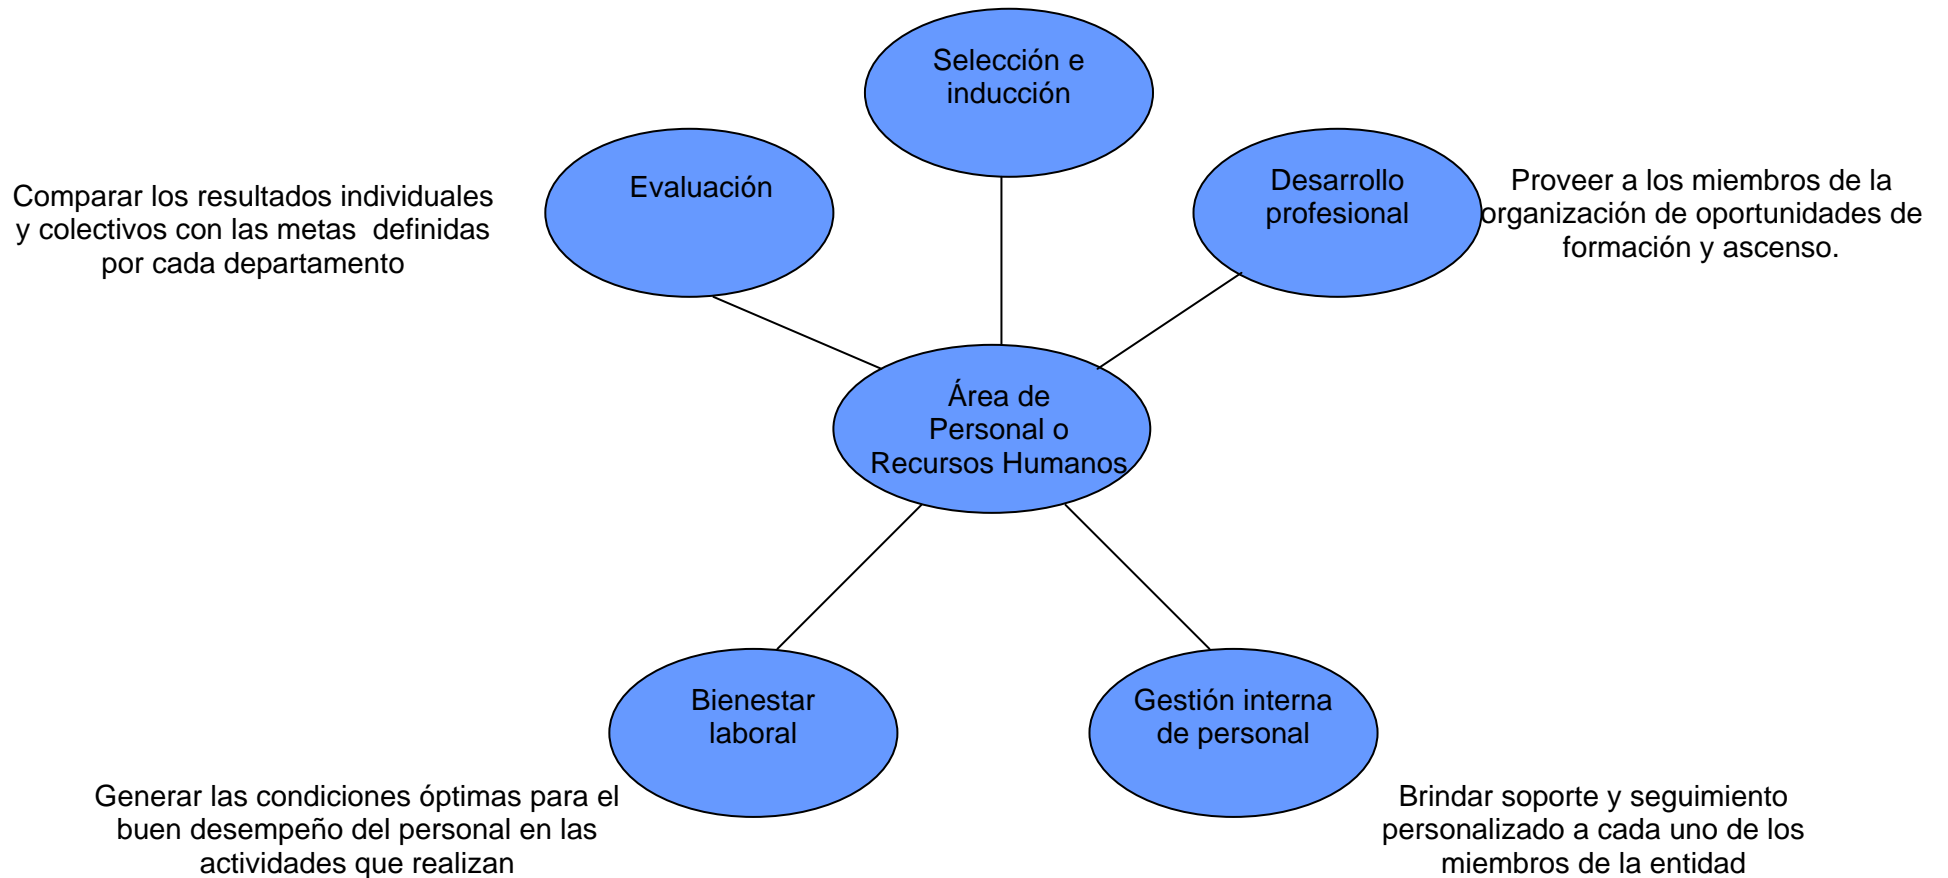 Selección e
inducción
Evaluación
Comparar los resultados individuales
y colectivos con las metas  definidas
por cada departamento
Desarrollo
profesional
Proveer a los miembros de la
organización de oportunidades de
formación y ascenso.
Área de
Personal o
Recursos Humanos
Bienestar
laboral
Generar las condiciones óptimas para el
buen desempeño del personal en las
actividades que realizan
Gestión interna
de personal
Brindar soporte y seguimiento
personalizado a cada uno de los
miembros de la entidad